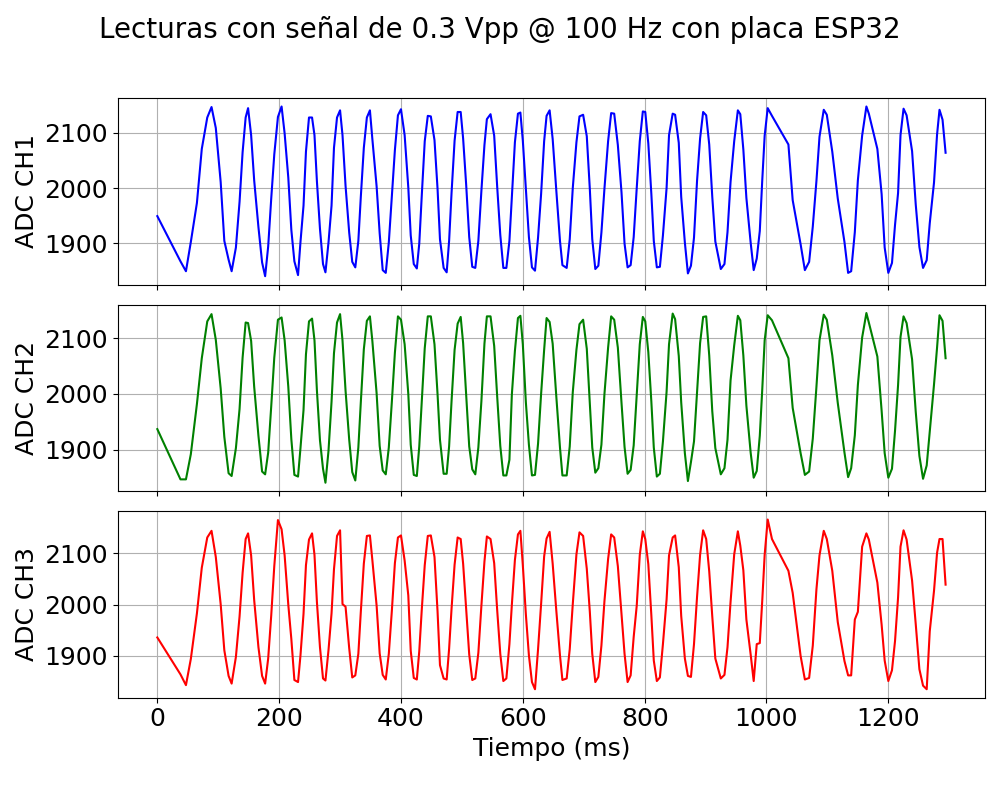 Lecturas con señal de 0.3 Vpp @ 100 Hz con placa ESP32
ADC CH1
2100
2000
1900
ADC CH2
2100
2000
1900
ADC CH3
2100
2000
1900
0 200 400 600 800 1000 1200
Tiempo (ms)